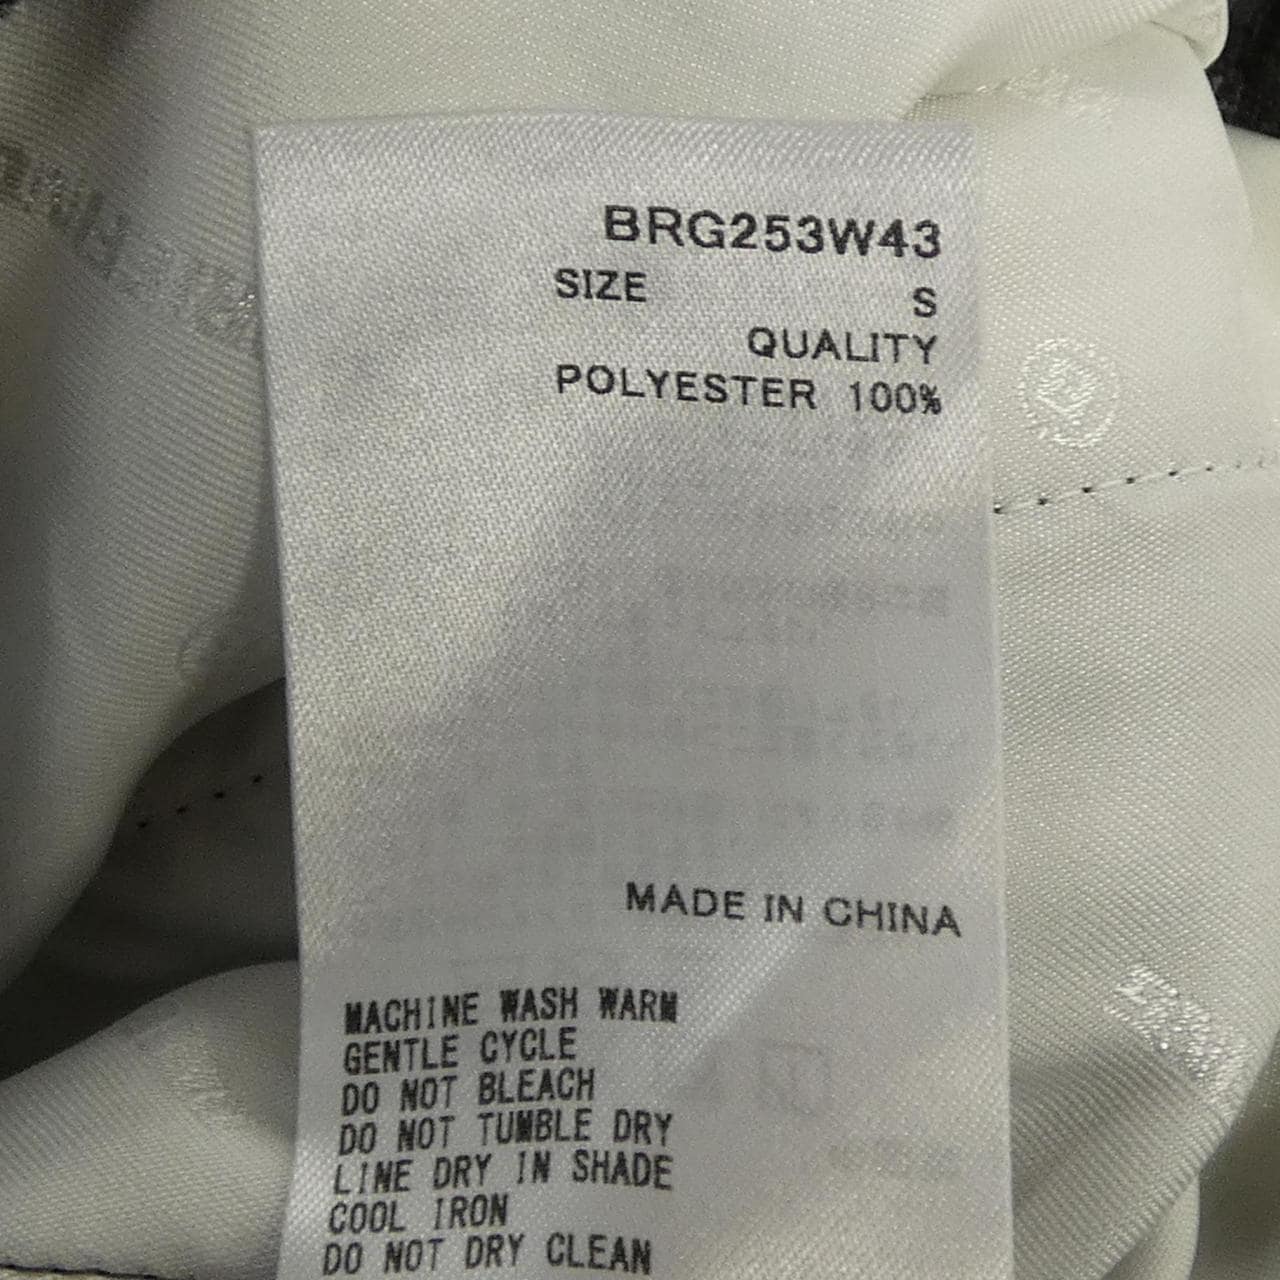 BRG253W43
SIZE S
QUALITY
POLYESTER 100%
MADE IN CHINA
MACHINE WASH WARM
GENTLE CYCLE
DO NOT BLEACH
DO NOT TUMBLE DRY
LINE DRY IN SHADE
COOL IRON
DO NOT DRY CLEAN